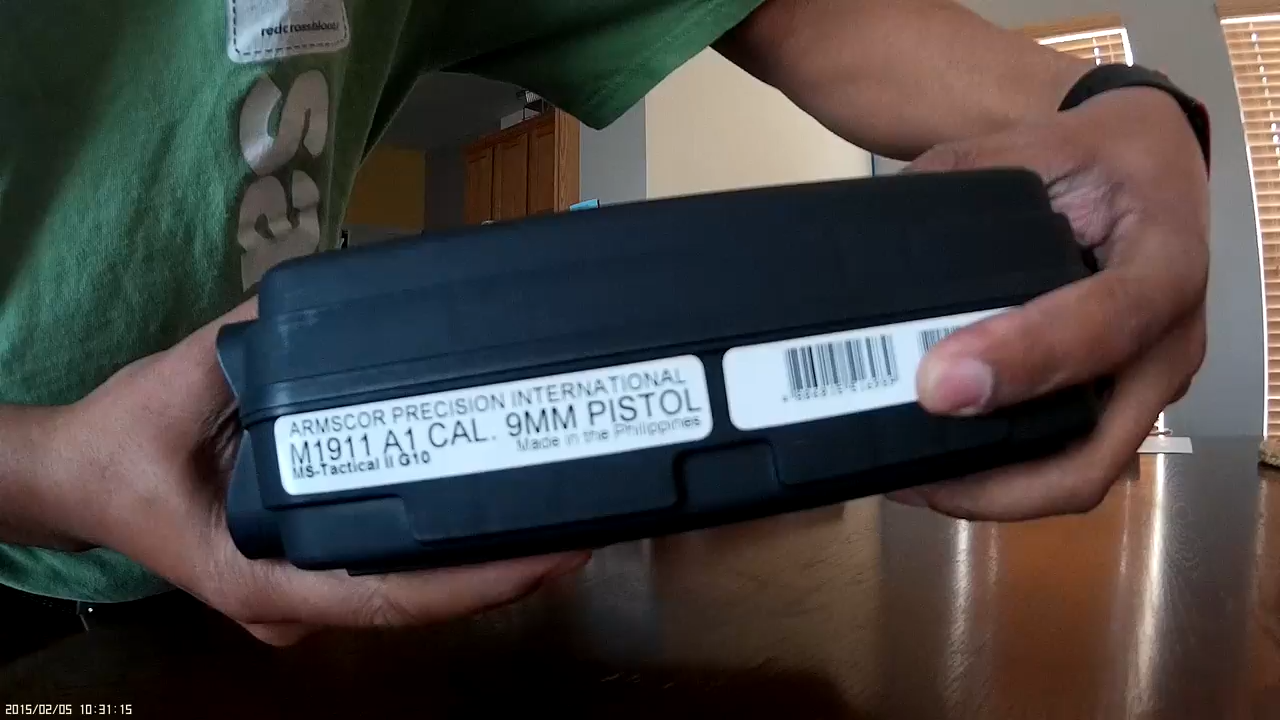 redcrossblood
ARMSCOR PRECISION INTERNATIONAL
M1911 A1 CAL. 9MM PISTOL
Made in the Philippines
MS-Tactical II G10
2015/02/05 10:31:15